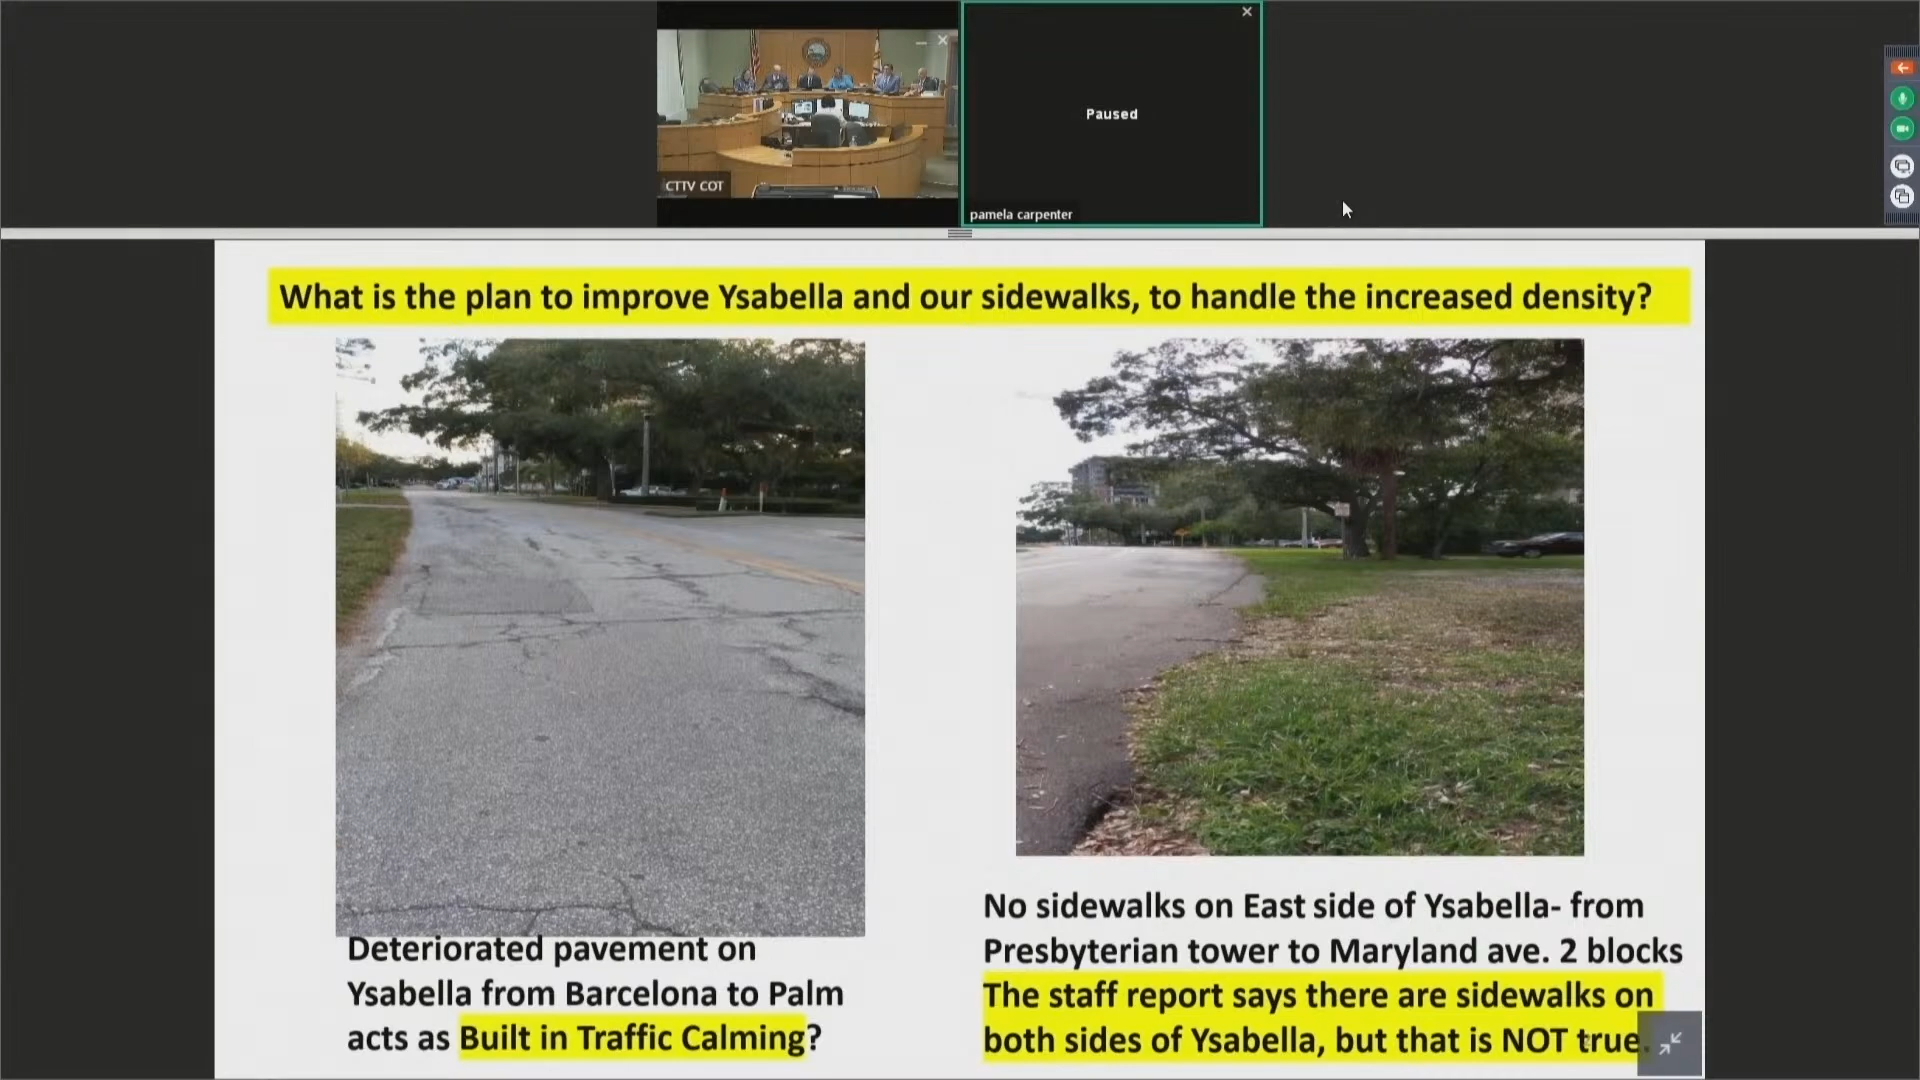 CTTV COT
Paused
pamela carpenter
What is the plan to improve Ysabella and our sidewalks, to handle the increased density?
Deteriorated pavement on
Ysabella from Barcelona to Palm
acts as Built in Traffic Calming?
No sidewalks on East side of Ysabella- from
Presbyterian tower to Maryland ave. 2 blocks
The staff report says there are sidewalks on
both sides of Ysabella, but that is NOT true.